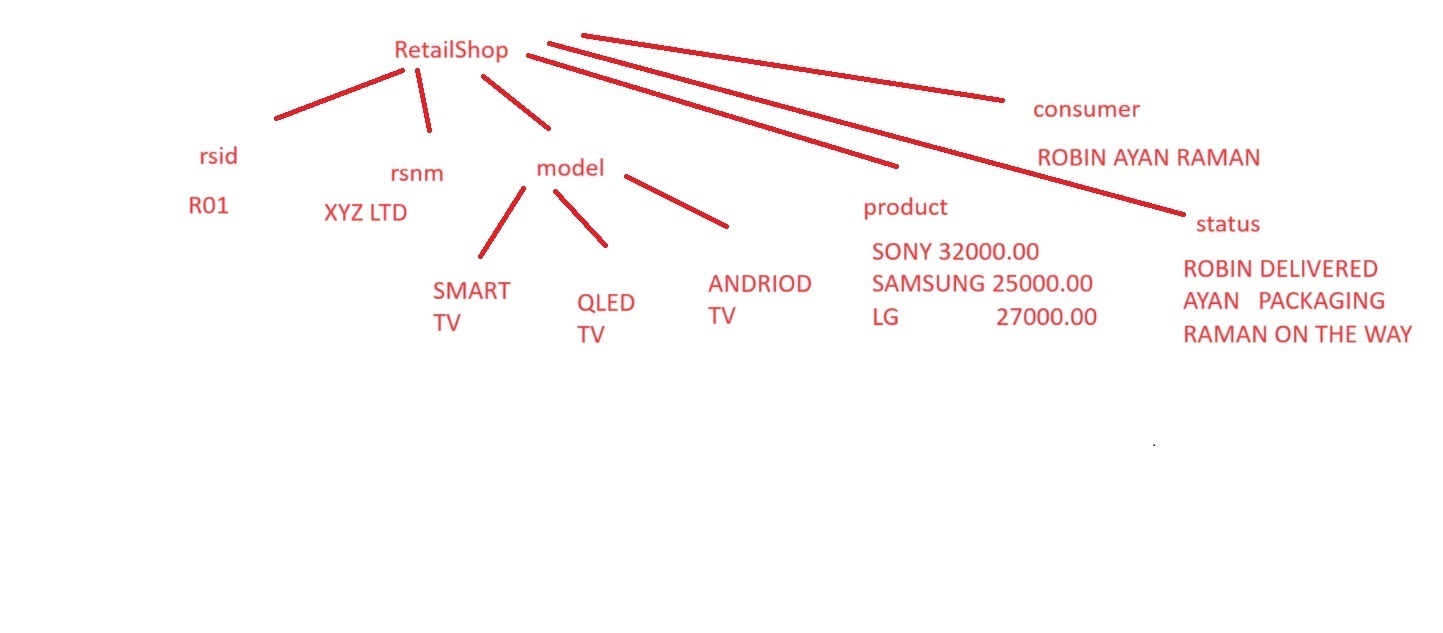 RetailShop
consumer
ROBIN AYAN RAMAN
rsid
R01
rsnm
XYZ LTD
model
SMART
TV
QLED
TV
ANDRIOD
TV
product
SONY 32000.00
SAMSUNG 25000.00
LG 27000.00
status
ROBIN DELIVERED
AYAN PACKAGING
RAMAN ON THE WAY